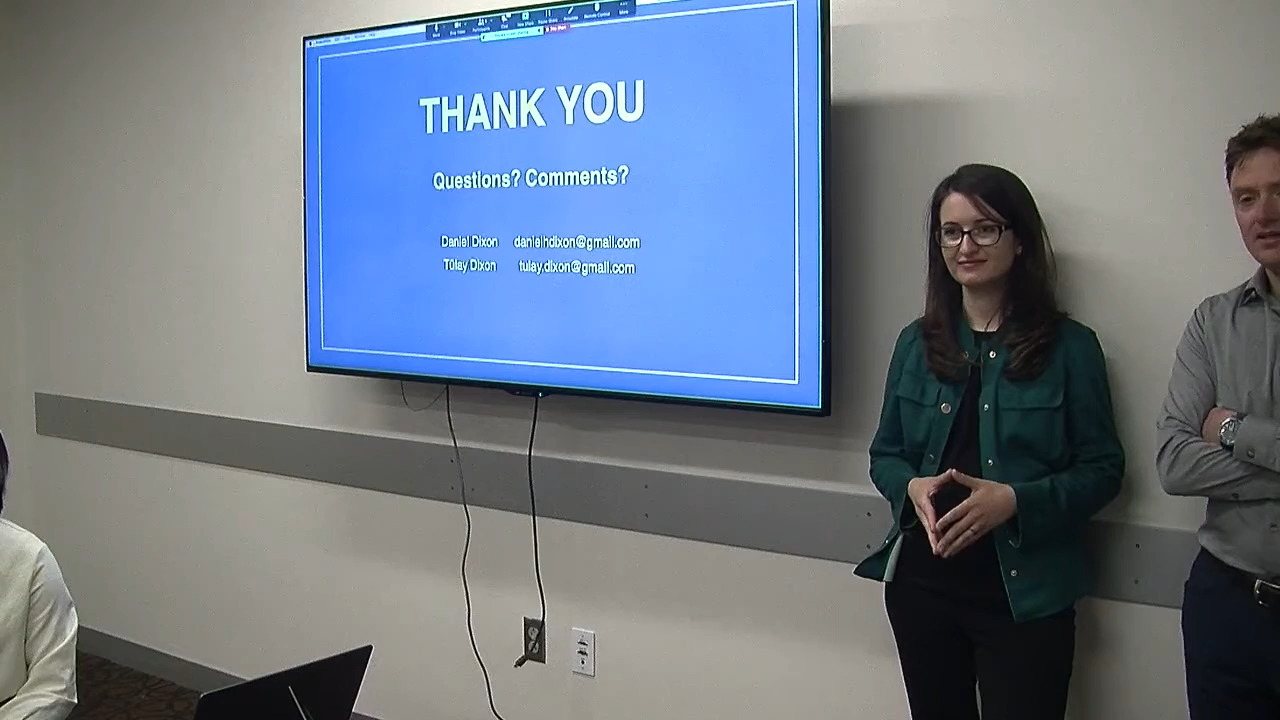 THANK YOU
Questions? Comments?
Daniel Dixon danielhdixon@gmail.com
Tülay Dixon tulay.dixon@gmail.com